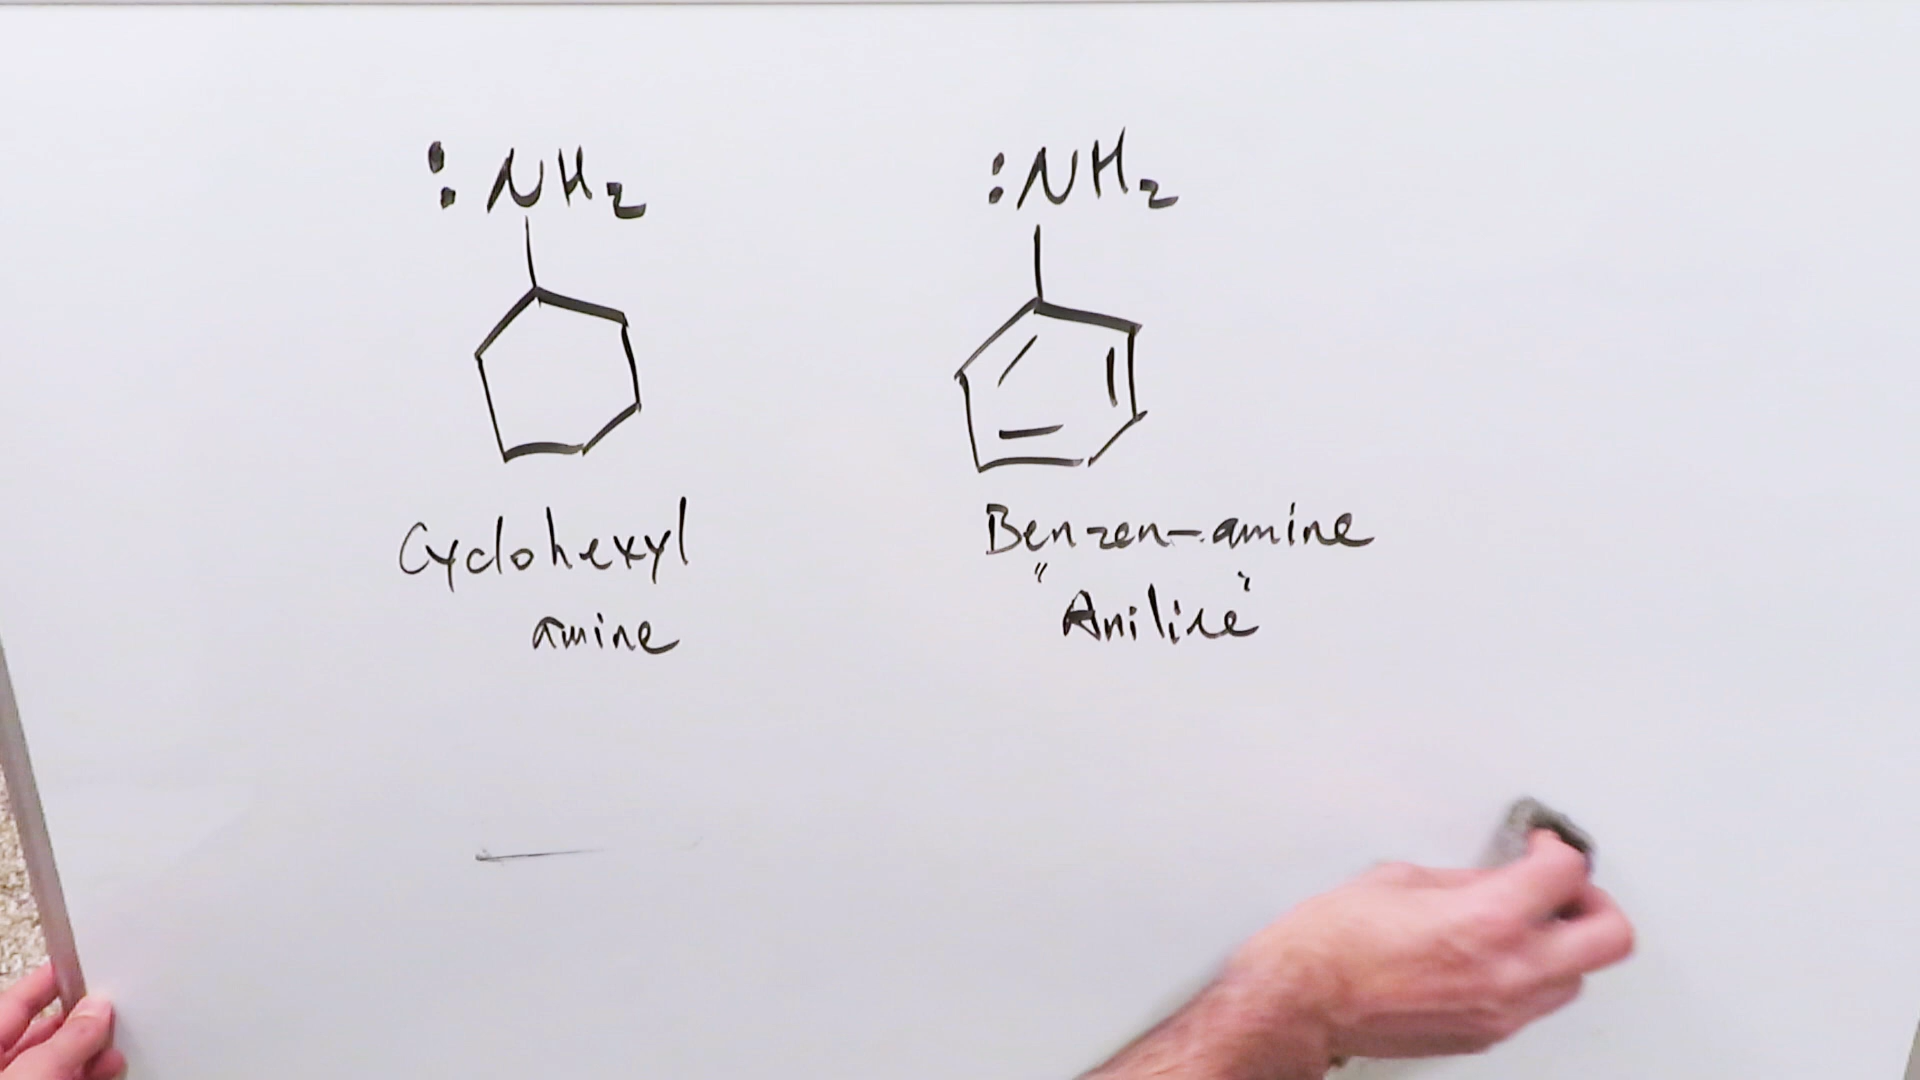 :NH₂
:NH₂
Cyclohexyl
amine
Benzen-amine
"Aniline"